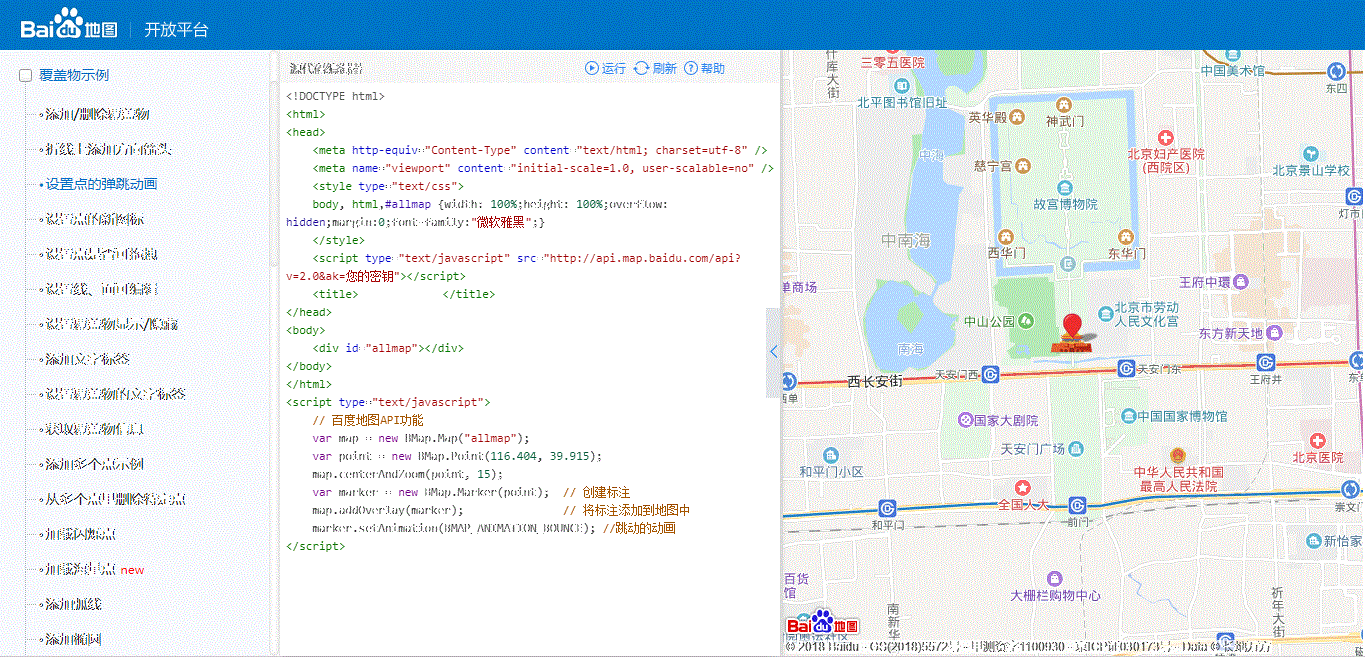 Baidu地图 开放平台
覆盖物示例
添加/删除覆盖物
折线上添加方向箭头
设置点的弹跳动画
设置点的新图标
设置点是否可拖拽
设置线、面可编辑
设置覆盖物显示/隐藏
添加文字标签
设置覆盖物的文字标签
获取覆盖物信息
添加多个点示例
从多个点里删除特定点
加载闪烁点
加载海量点 new
添加弧线
添加椭圆
源代码编辑器
运行 刷新 帮助
<!DOCTYPE html>
<html>
<head>
<meta http-equiv="Content-Type" content="text/html; charset=utf-8" />
<meta name="viewport" content="initial-scale=1.0, user-scalable=no" />
<style type="text/css">
body, html,#allmap {width: 100%;height: 100%;overflow:
hidden;margin:0;font-family:"微软雅黑";}
</style>
<script type="text/javascript" src="http://api.map.baidu.com/api?
v=2.0&ak=您的密钥"></script>
<title> </title>
</head>
<body>
<div id="allmap"></div>
</body>
</html>
<script type="text/javascript">
// 百度地图API功能
var map = new BMap.Map("allmap");
var point = new BMap.Point(116.404, 39.915);
map.centerAndZoom(point, 15);
var marker = new BMap.Marker(point); // 创建标注
map.addOverlay(marker); // 将标注添加到地图中
marker.setAnimation(BMAP_ANIMATION_BOUNCE); //跳动的动画
</script>
什库大街
三零五医院
中国美术馆
东四
北平图书馆旧址
英华殿
神武门
中海
北京妇产医院
(西院区)
慈宁宫
北京景山学校
故宫博物院
灯市
中南海
西华门
东华门
单商场
王府中環
中山公园
北京市劳动
人民文化宫
东方新天地
南海
西长安街
天安门西
天安门东
王府井
西单
国家大剧院
中国国家博物馆
天安门广场
和平门小区
中华人民共和国
最高人民法院
北京医院
全国人大
和平门
前门
崇文门
新怡家
百货
馆
大栅栏购物中心
南新华
祈年大街
Baidu地图
© 2018 Baidu - GS(2018)5572号 - 甲测资字1100930 - 京ICP证030173号 - Data © 长地万方